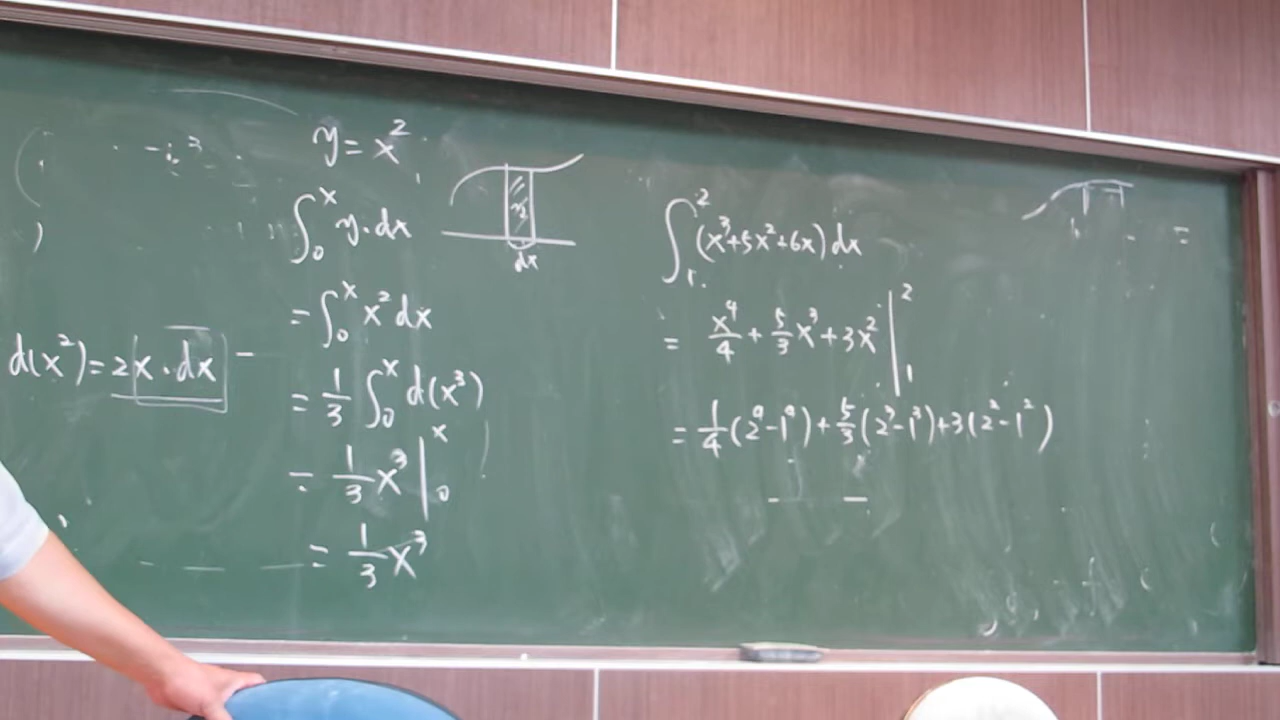 y = x²
∫₀ˣ y·dx
= ∫₀ˣ x² dx
= 1/3 ∫₀ˣ d(x³)
= 1/3 x³ |₀ˣ
= 1/3 x³
d(x²) = 2x·dx
dx
∫₁² (x³+5x²+6x) dx
= x⁴/4 + 5/3 x³ + 3x² |₁²
= 1/4 (2⁴-1⁴) + 5/3 (2³-1³) + 3(2²-1²)